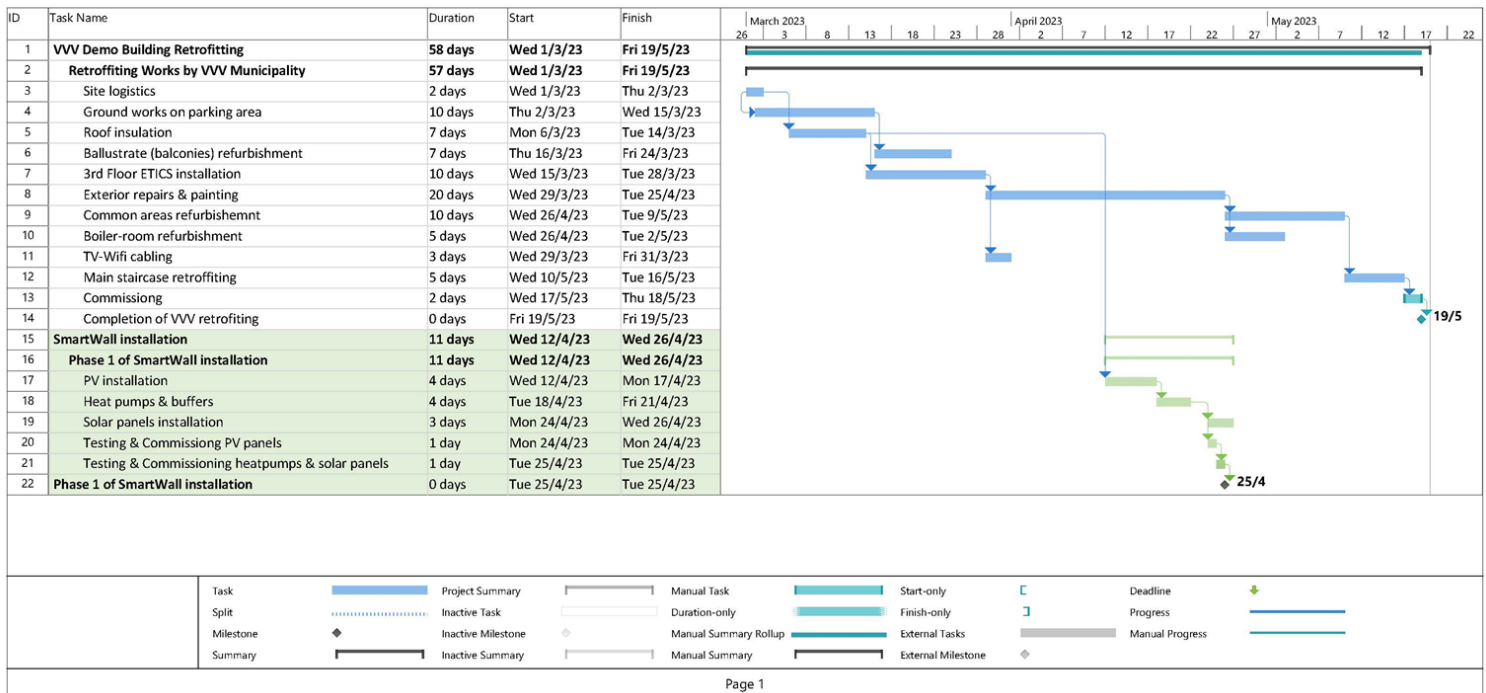 ID Task Name Duration Start Finish March 2023 April 2023 May 2023
26 3 8 13 18 23 28 2 7 12 17 22 27 2 7 12 17 22
1 VVV Demo Building Retrofitting 58 days Wed 1/3/23 Fri 19/5/23
2 Retroffiting Works by VVV Municipality 57 days Wed 1/3/23 Fri 19/5/23
3 Site logistics 2 days Wed 1/3/23 Thu 2/3/23
4 Ground works on parking area 10 days Thu 2/3/23 Wed 15/3/23
5 Roof insulation 7 days Mon 6/3/23 Tue 14/3/23
6 Ballustrate (balconies) refurbishment 7 days Thu 16/3/23 Fri 24/3/23
7 3rd Floor ETICS installation 10 days Wed 15/3/23 Tue 28/3/23
8 Exterior repairs & painting 20 days Wed 29/3/23 Tue 25/4/23
9 Common areas refurbishemnt 10 days Wed 26/4/23 Tue 9/5/23
10 Boiler-room refurbishment 5 days Wed 26/4/23 Tue 2/5/23
11 TV-Wifi cabling 3 days Wed 29/3/23 Fri 31/3/23
12 Main staircase retroffiting 5 days Wed 10/5/23 Tue 16/5/23
13 Commissiong 2 days Wed 17/5/23 Thu 18/5/23
14 Completion of VVV retrofiting 0 days Fri 19/5/23 Fri 19/5/23 19/5
15 SmartWall installation 11 days Wed 12/4/23 Wed 26/4/23
16 Phase 1 of SmartWall installation 11 days Wed 12/4/23 Wed 26/4/23
17 PV installation 4 days Wed 12/4/23 Mon 17/4/23
18 Heat pumps & buffers 4 days Tue 18/4/23 Fri 21/4/23
19 Solar panels installation 3 days Mon 24/4/23 Wed 26/4/23
20 Testing & Commissiong PV panels 1 day Mon 24/4/23 Mon 24/4/23
21 Testing & Commissioning heatpumps & solar panels 1 day Tue 25/4/23 Tue 25/4/23
22 Phase 1 of SmartWall installation 0 days Tue 25/4/23 Tue 25/4/23 25/4
Task Project Summary Manual Task Start-only Deadline
Split Inactive Task Duration-only Finish-only Progress
Milestone Inactive Milestone Manual Summary Rollup External Tasks Manual Progress
Summary Inactive Summary Manual Summary External Milestone
Page 1